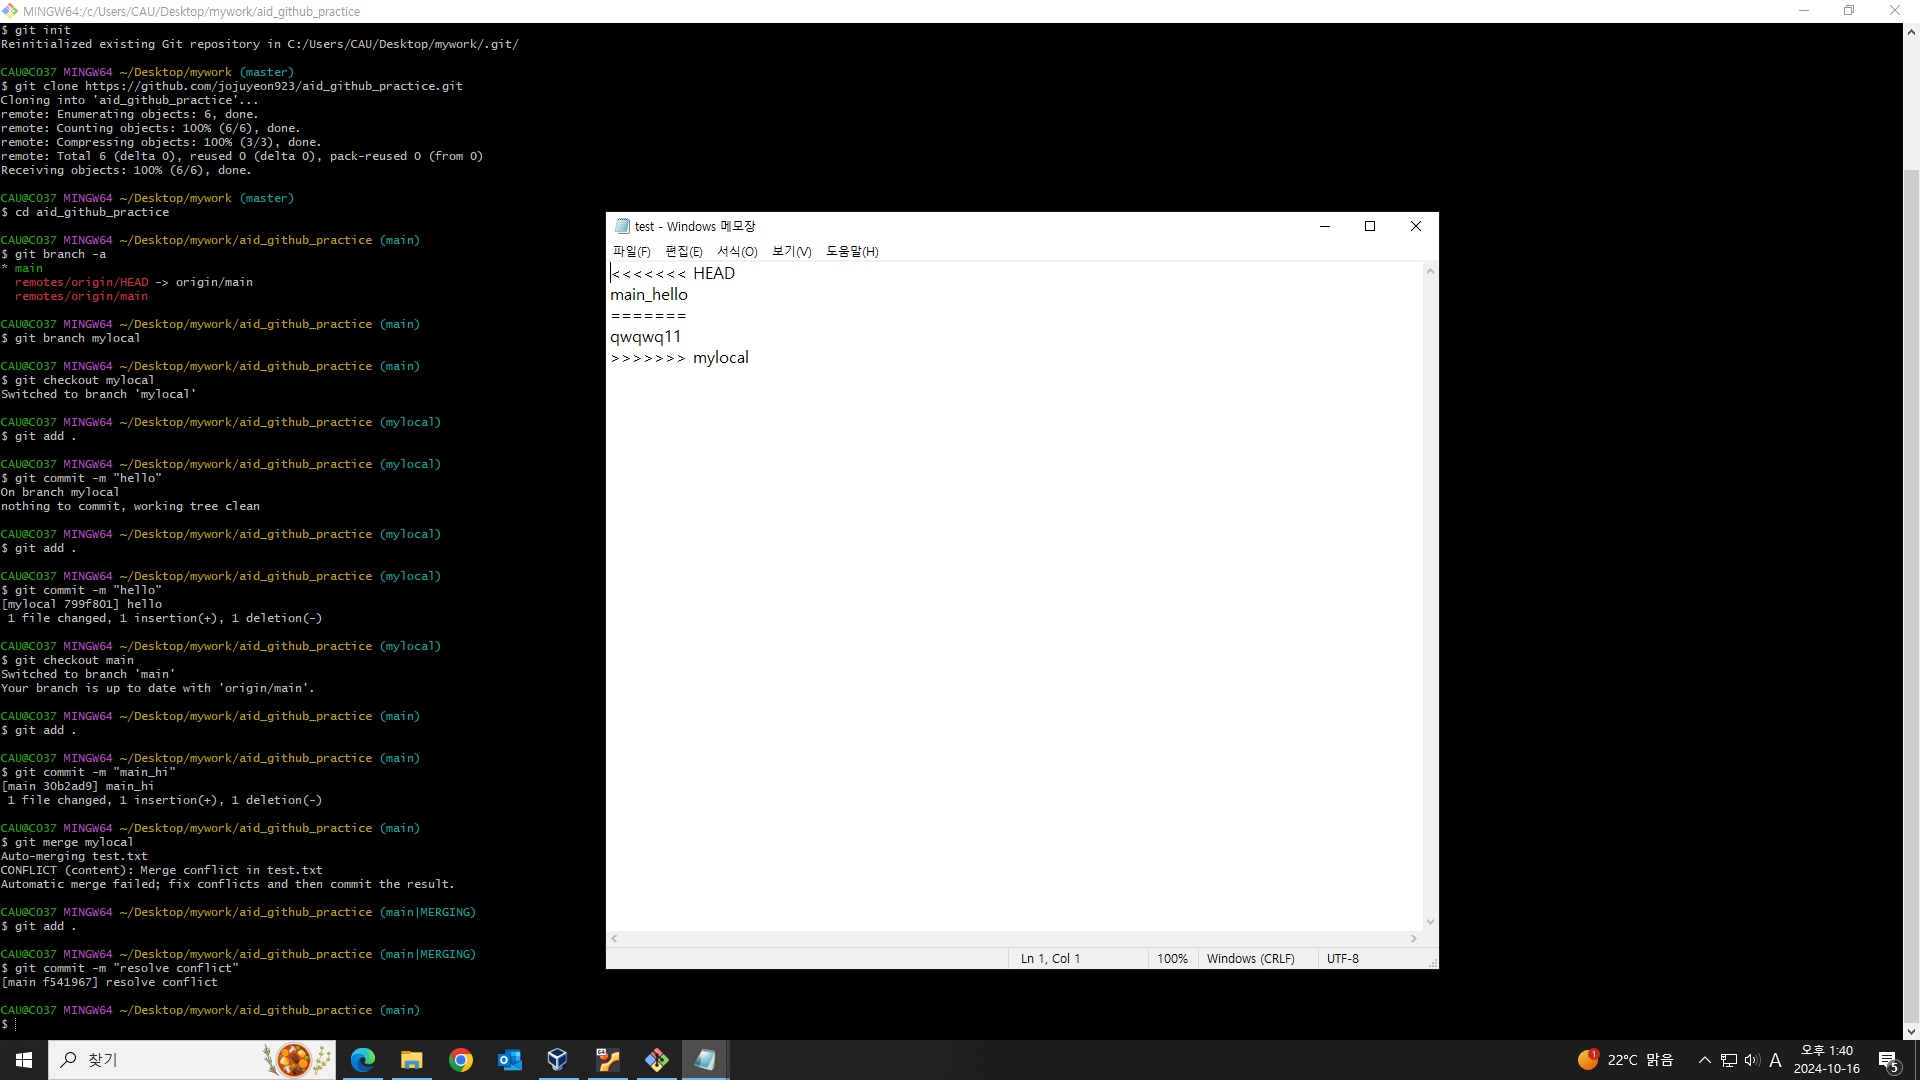 MINGW64:/c/Users/CAU/Desktop/mywork/aid_github_practice
$ git init
Reinitialized existing Git repository in C:/Users/CAU/Desktop/mywork/.git/
CAU@C037 MINGW64 ~/Desktop/mywork (master)
$ git clone https://github.com/jojuyeon923/aid_github_practice.git
Cloning into 'aid_github_practice'...
remote: Enumerating objects: 6, done.
remote: Counting objects: 100% (6/6), done.
remote: Compressing objects: 100% (3/3), done.
remote: Total 6 (delta 0), reused 0 (delta 0), pack-reused 0 (from 0)
Receiving objects: 100% (6/6), done.
CAU@C037 MINGW64 ~/Desktop/mywork (master)
$ cd aid_github_practice
CAU@C037 MINGW64 ~/Desktop/mywork/aid_github_practice (main)
$ git branch -a
* main
remotes/origin/HEAD -> origin/main
remotes/origin/main
CAU@C037 MINGW64 ~/Desktop/mywork/aid_github_practice (main)
$ git branch mylocal
CAU@C037 MINGW64 ~/Desktop/mywork/aid_github_practice (main)
$ git checkout mylocal
Switched to branch 'mylocal'
CAU@C037 MINGW64 ~/Desktop/mywork/aid_github_practice (mylocal)
$ git add .
CAU@C037 MINGW64 ~/Desktop/mywork/aid_github_practice (mylocal)
$ git commit -m "hello"
On branch mylocal
nothing to commit, working tree clean
CAU@C037 MINGW64 ~/Desktop/mywork/aid_github_practice (mylocal)
$ git add .
CAU@C037 MINGW64 ~/Desktop/mywork/aid_github_practice (mylocal)
$ git commit -m "hello"
[mylocal 799f801] hello
1 file changed, 1 insertion(+), 1 deletion(-)
CAU@C037 MINGW64 ~/Desktop/mywork/aid_github_practice (mylocal)
$ git checkout main
Switched to branch 'main'
Your branch is up to date with 'origin/main'.
CAU@C037 MINGW64 ~/Desktop/mywork/aid_github_practice (main)
$ git add .
CAU@C037 MINGW64 ~/Desktop/mywork/aid_github_practice (main)
$ git commit -m "main_hi"
[main 30b2ad9] main_hi
1 file changed, 1 insertion(+), 1 deletion(-)
CAU@C037 MINGW64 ~/Desktop/mywork/aid_github_practice (main)
$ git merge mylocal
Auto-merging test.txt
CONFLICT (content): Merge conflict in test.txt
Automatic merge failed; fix conflicts and then commit the result.
CAU@C037 MINGW64 ~/Desktop/mywork/aid_github_practice (main|MERGING)
$ git add .
CAU@C037 MINGW64 ~/Desktop/mywork/aid_github_practice (main|MERGING)
$ git commit -m "resolve conflict"
[main f541967] resolve conflict
CAU@C037 MINGW64 ~/Desktop/mywork/aid_github_practice (main)
$
test - Windows 메모장
파일(F) 편집(E) 서식(O) 보기(V) 도움말(H)
<<<<<<< HEAD
main_hello
=======
qwqwq11
>>>>>>> mylocal
Ln 1, Col 1 100% Windows (CRLF) UTF-8
찾기
1 22°C 맑음 A 오후 1:40
2024-10-16 5